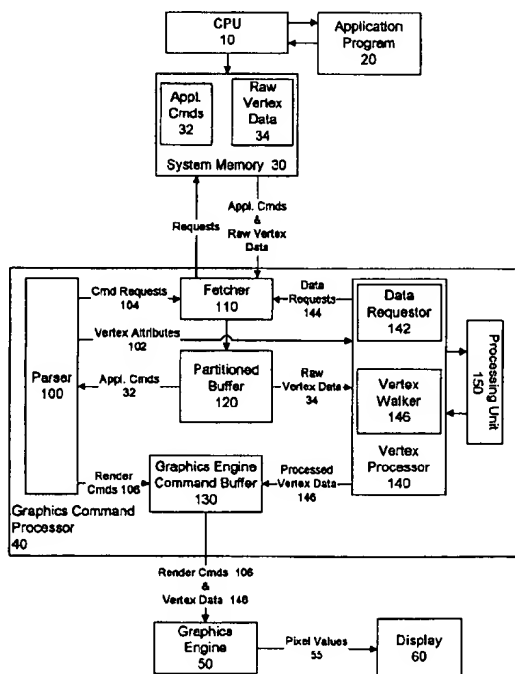 CPU
10
Application
Program
20
Appl.
Cmds
32
Raw
Vertex
Data
34
System Memory 30
Requests
Appl. Cmds
&
Raw Vertex
Data
Cmd Requests
104
Fetcher
110
Data
Requests
144
Data
Requestor
142
Vertex Attributes
102
Parser
100
Appl. Cmds
32
Partitioned
Buffer
120
Raw
Vertex Data
34
Vertex
Walker
146
Processing Unit
150
Render
Cmds 106
Graphics Engine
Command Buffer
130
Processed
Vertex Data
146
Vertex
Processor
140
Graphics Command
Processor
40
Render Cmds 106
&
Vertex Data 146
Graphics
Engine
50
Pixel Values
55
Display
60